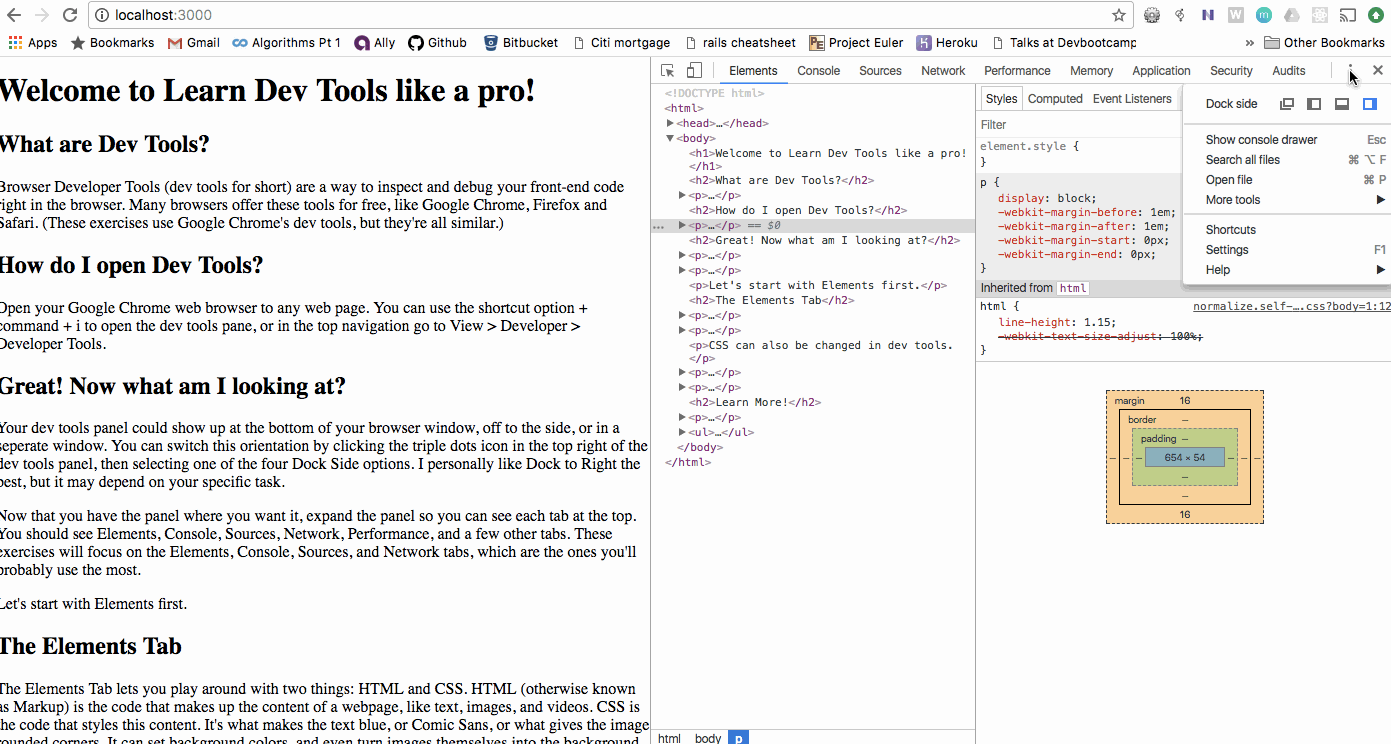 localhost:3000
Apps Bookmarks Gmail Algorithms Pt 1 Ally Github Bitbucket Citi mortgage rails cheatsheet Project Euler Heroku Talks at Devbootcamp » Other Bookmarks
Welcome to Learn Dev Tools like a pro!
What are Dev Tools?
Browser Developer Tools (dev tools for short) are a way to inspect and debug your front-end code
right in the browser. Many browsers offer these tools for free, like Google Chrome, Firefox and
Safari. (These exercises use Google Chrome's dev tools, but they're all similar.)
How do I open Dev Tools?
Open your Google Chrome web browser to any web page. You can use the shortcut option +
command + i to open the dev tools pane, or in the top navigation go to View > Developer >
Developer Tools.
Great! Now what am I looking at?
Your dev tools panel could show up at the bottom of your browser window, off to the side, or in a
seperate window. You can switch this orientation by clicking the triple dots icon in the top right of the
dev tools panel, then selecting one of the four Dock Side options. I personally like Dock to Right the
best, but it may depend on your specific task.
Now that you have the panel where you want it, expand the panel so you can see each tab at the top.
You should see Elements, Console, Sources, Network, Performance, and a few other tabs. These
exercises will focus on the Elements, Console, Sources, and Network tabs, which are the ones you'll
probably use the most.
Let's start with Elements first.
The Elements Tab
The Elements Tab lets you play around with two things: HTML and CSS. HTML (otherwise known
as Markup) is the code that makes up the content of a webpage, like text, images, and videos. CSS is
the code that styles this content. It's what makes the text blue, or Comic Sans, or what gives the image
rounded corners. It can set background colors, and even turn images themselves into the background.
Elements Console Sources Network Performance Memory Application Security Audits
<!DOCTYPE html>
<html>
<head>…</head>
<body>
<h1>Welcome to Learn Dev Tools like a pro!
</h1>
<h2>What are Dev Tools?</h2>
<p>…</p>
<h2>How do I open Dev Tools?</h2>
… <p>…</p> == $0
<h2>Great! Now what am I looking at?</h2>
<p>…</p>
<p>…</p>
<p>Let's start with Elements first.</p>
<h2>The Elements Tab</h2>
<p>…</p>
<p>…</p>
<p>CSS can also be changed in dev tools.
</p>
<p>…</p>
<p>…</p>
<h2>Learn More!</h2>
<p>…</p>
<ul>…</ul>
</body>
</html>
html body p
Styles Computed Event Listeners
Filter
element.style {
}
p {
display: block;
-webkit-margin-before: 1em;
-webkit-margin-after: 1em;
-webkit-margin-start: 0px;
-webkit-margin-end: 0px;
}
Inherited from html
html { normalize.self-….css?body=1:12
line-height: 1.15;
-webkit-text-size-adjust: 100%;
}
margin 16
border –
padding –
– – – 654 × 54 – – –
–
–
16
Dock side
Show console drawer Esc
Search all files ⌘ ⌥ F
Open file ⌘ P
More tools
Shortcuts
Settings F1
Help